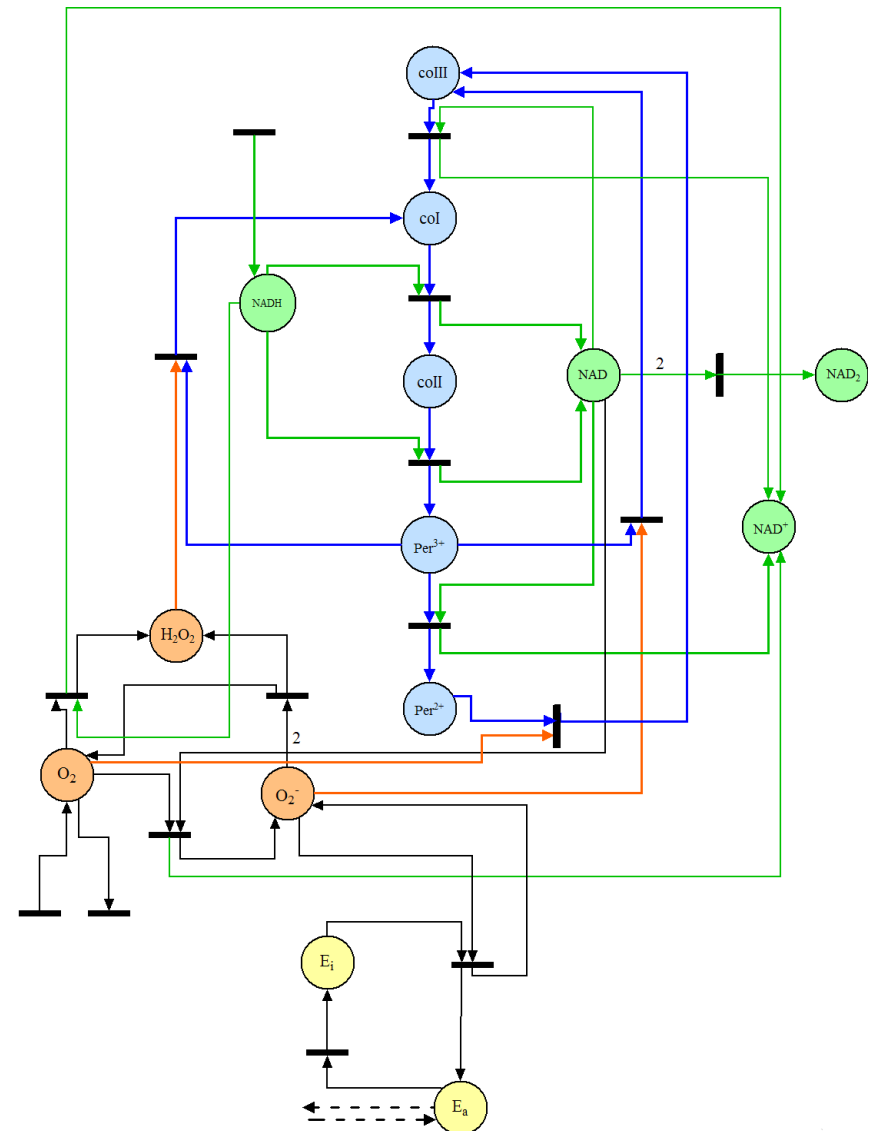 coIII
coI
NADH
coII
NAD
2
NAD₂
NAD⁺
Per³⁺
H₂O₂
Per²⁺
2
O₂
O₂⁻
Eᵢ
Eₐ